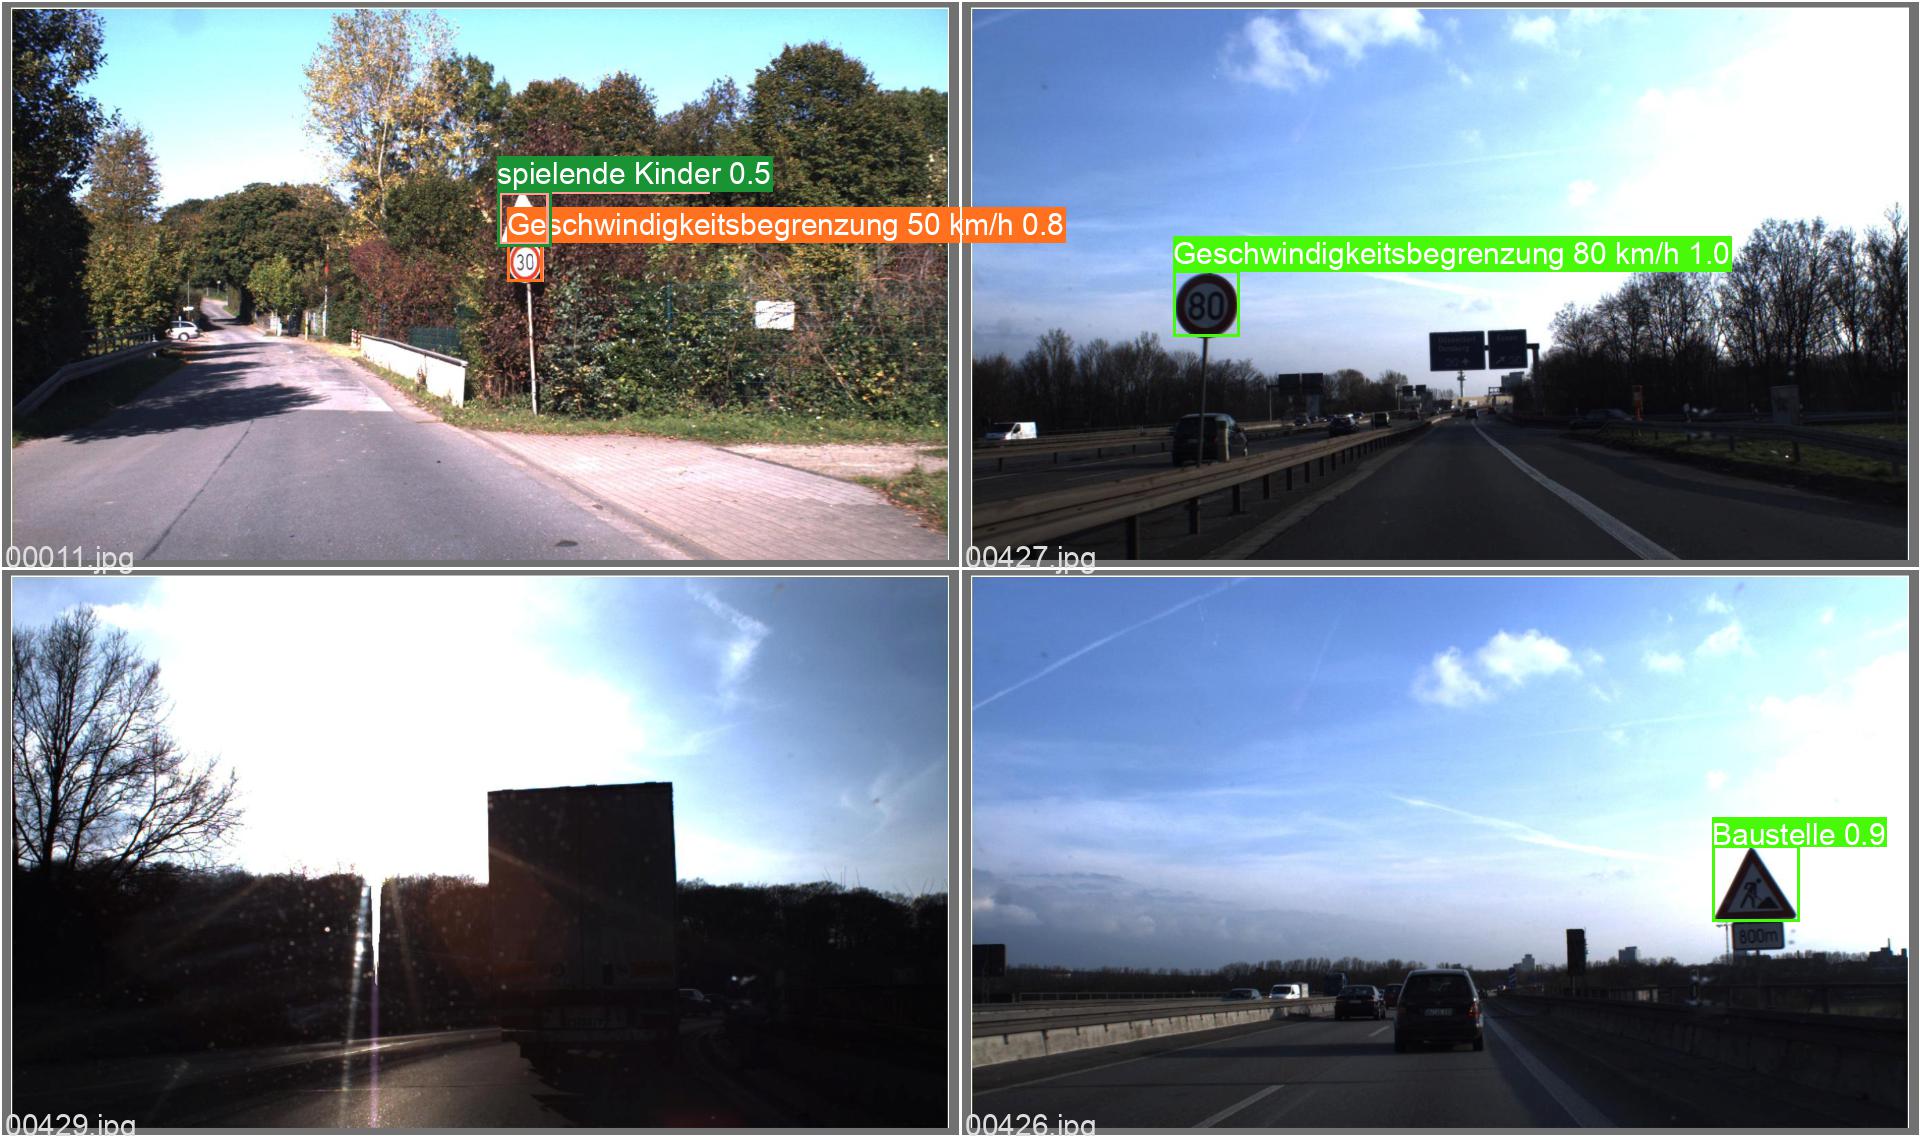 spielende Kinder 0.5
Geschwindigkeitsbegrenzung 50 km/h 0.8
30
00011.jpg
Geschwindigkeitsbegrenzung 80 km/h 1.0
80
00427.jpg
00429.jpg
Baustelle 0.9
800m
00426.jpg